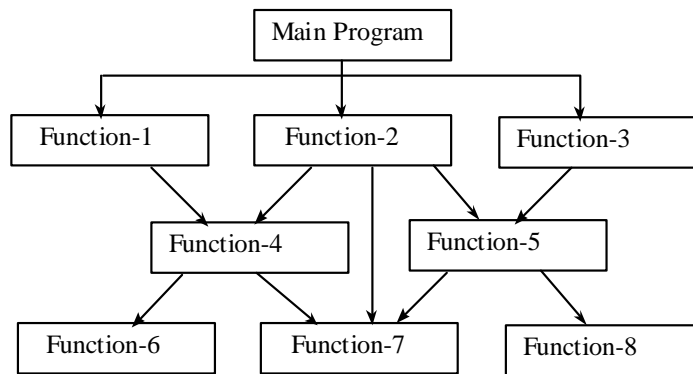 Main Program
Function-1
Function-2
Function-3
Function-4
Function-5
Function-6
Function-7
Function-8